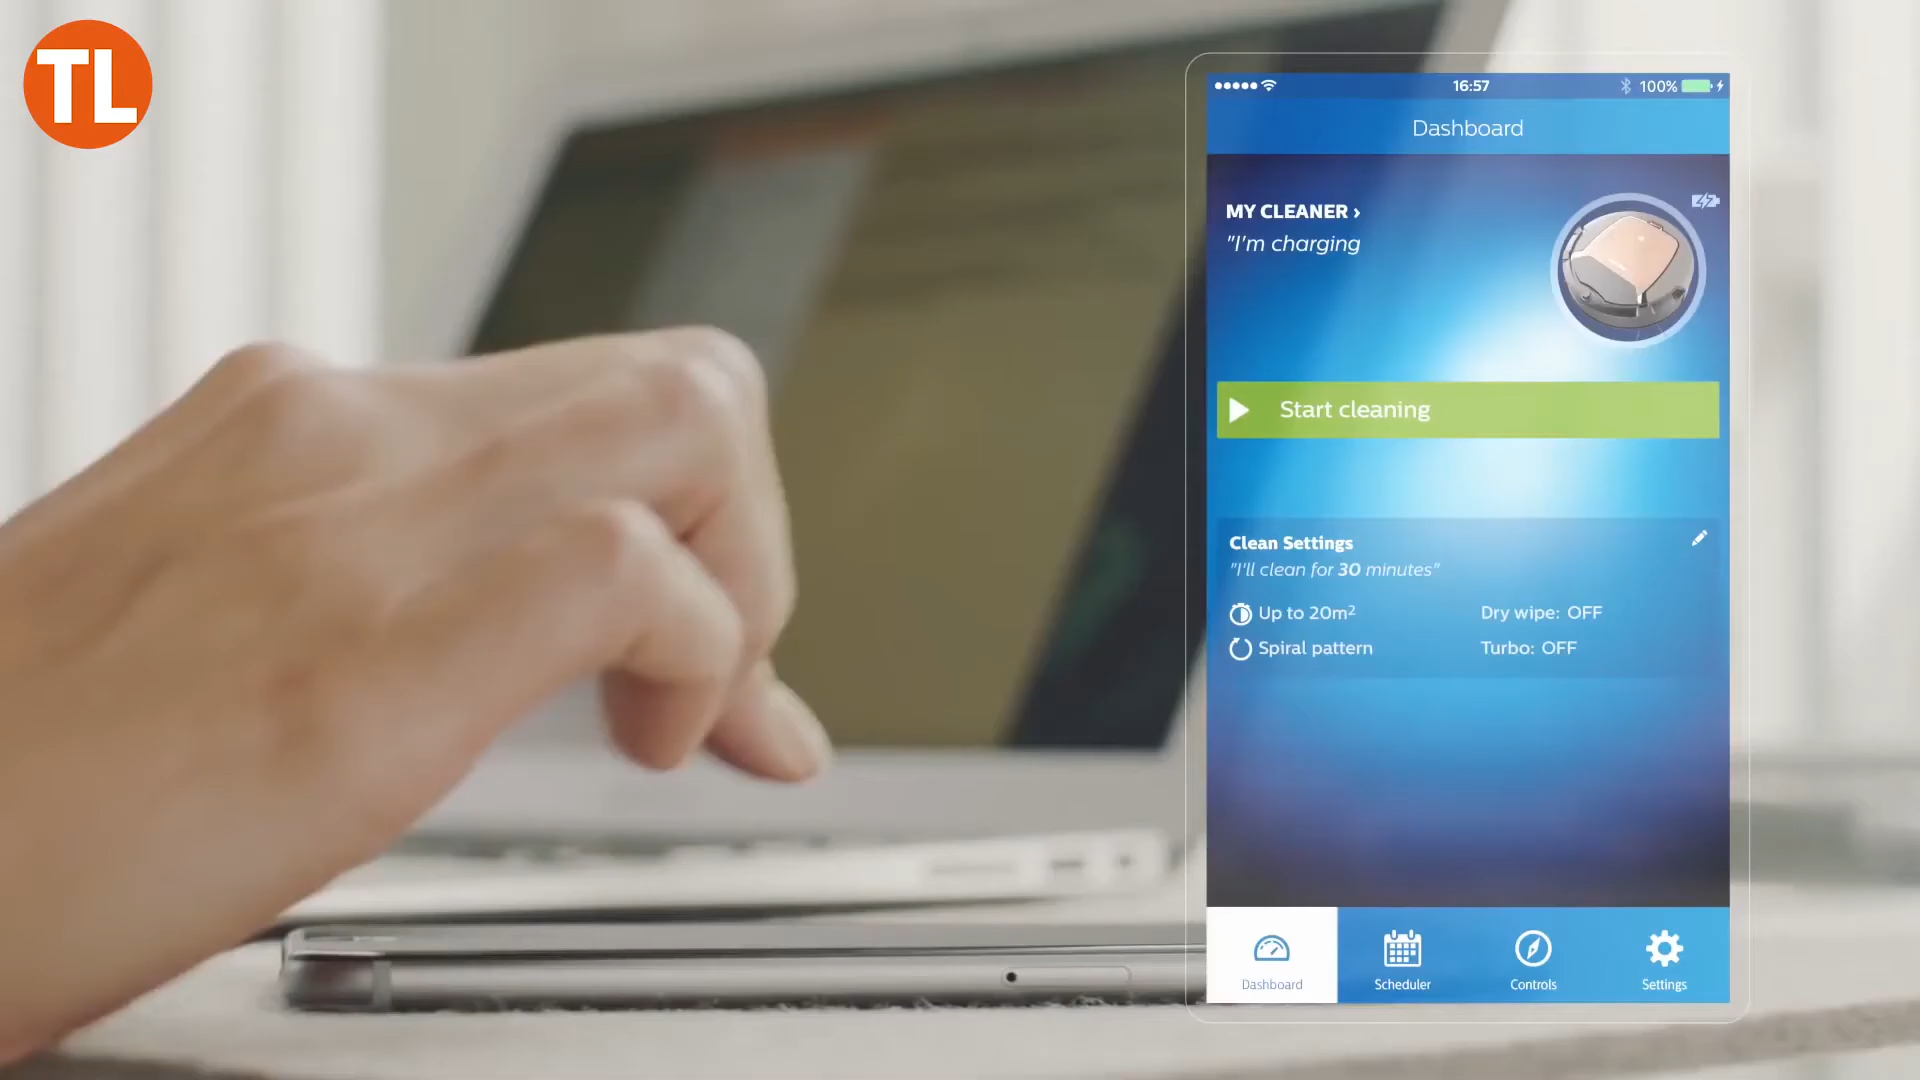 TL
16:57
100%
Dashboard
MY CLEANER ›
"I'm charging
Start cleaning
Clean Settings
"I'll clean for 30 minutes"
Up to 20m² Dry wipe: OFF
Spiral pattern Turbo: OFF
Dashboard Scheduler Controls Settings